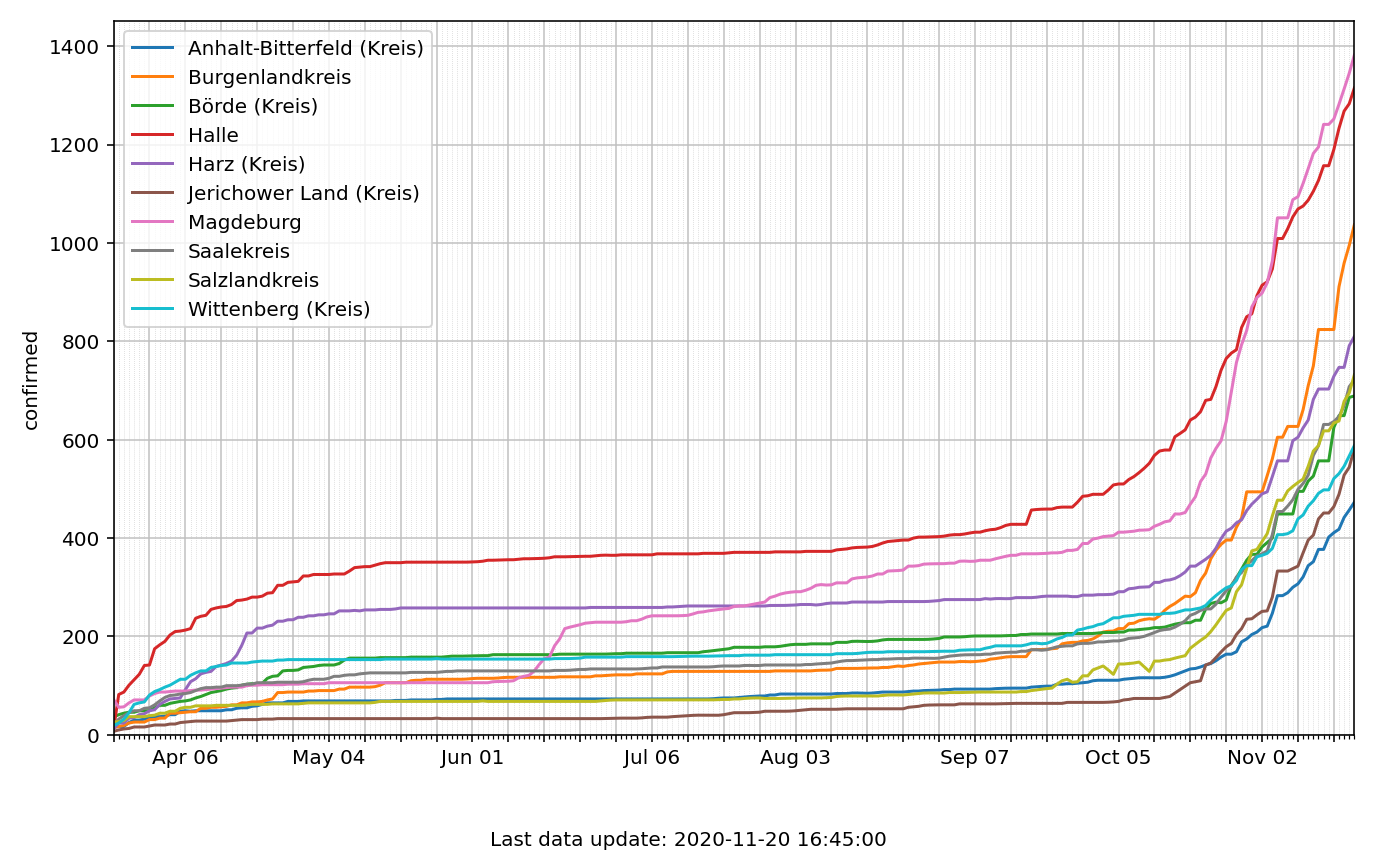 1400
1200
1000
800
600
400
200
0
confirmed
Anhalt-Bitterfeld (Kreis)
Burgenlandkreis
Börde (Kreis)
Halle
Harz (Kreis)
Jerichower Land (Kreis)
Magdeburg
Saalekreis
Salzlandkreis
Wittenberg (Kreis)
Apr 06 May 04 Jun 01 Jul 06 Aug 03 Sep 07 Oct 05 Nov 02
Last data update: 2020-11-20 16:45:00